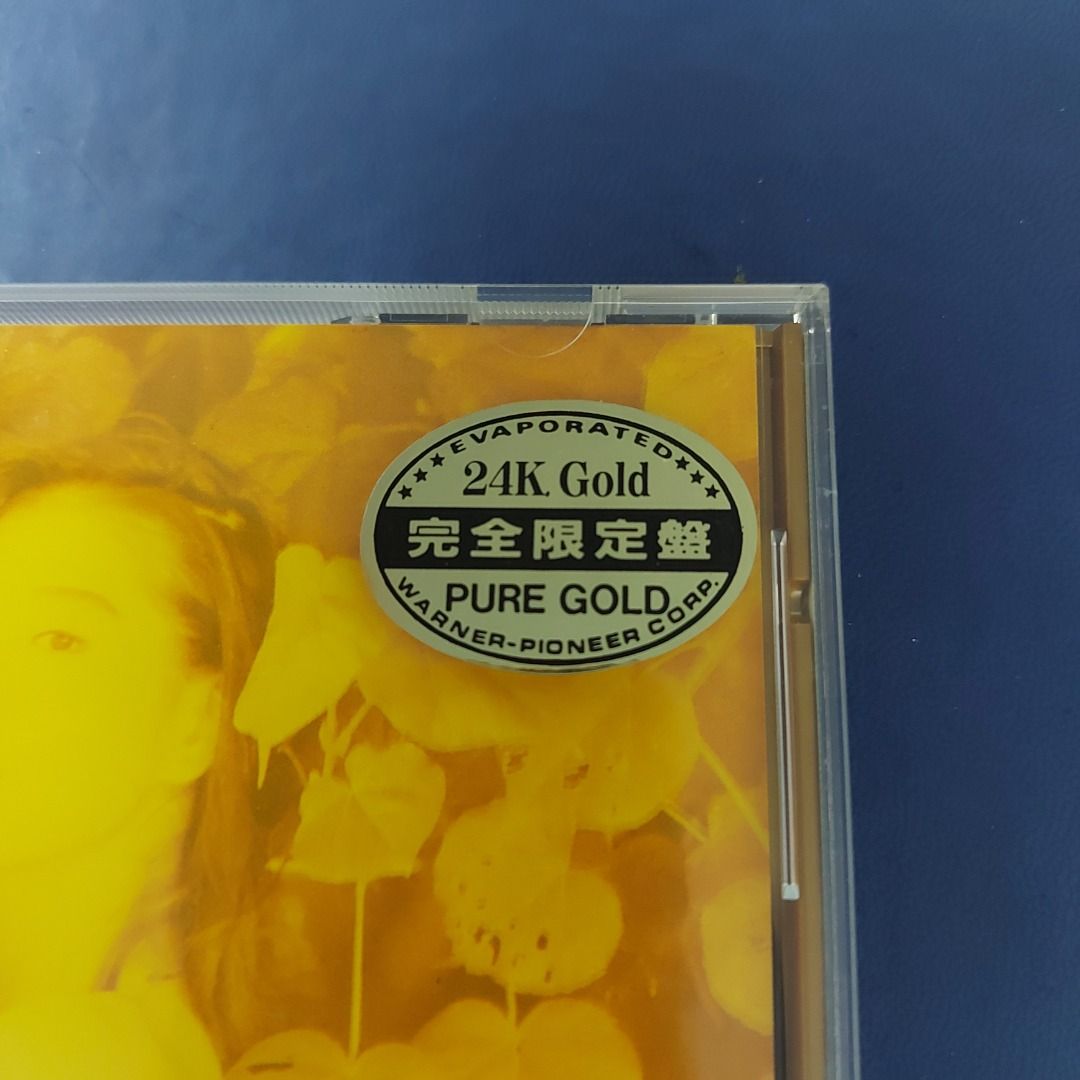 EVAPORATED
24K Gold
完全限定盤
PURE GOLD
WARNER-PIONEER CORP.